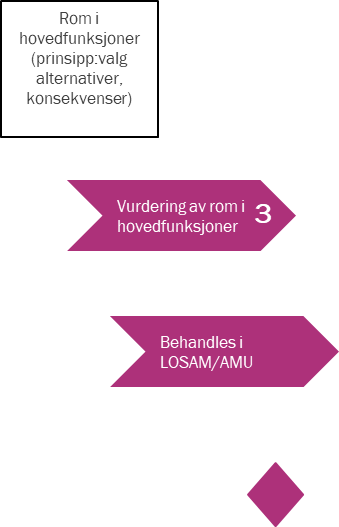 Rom i
hovedfunksjoner
(prinsipp:valg
alternativer,
konsekvenser)
Vurdering av rom i
hovedfunksjoner
3
Behandles i
LOSAM/AMU